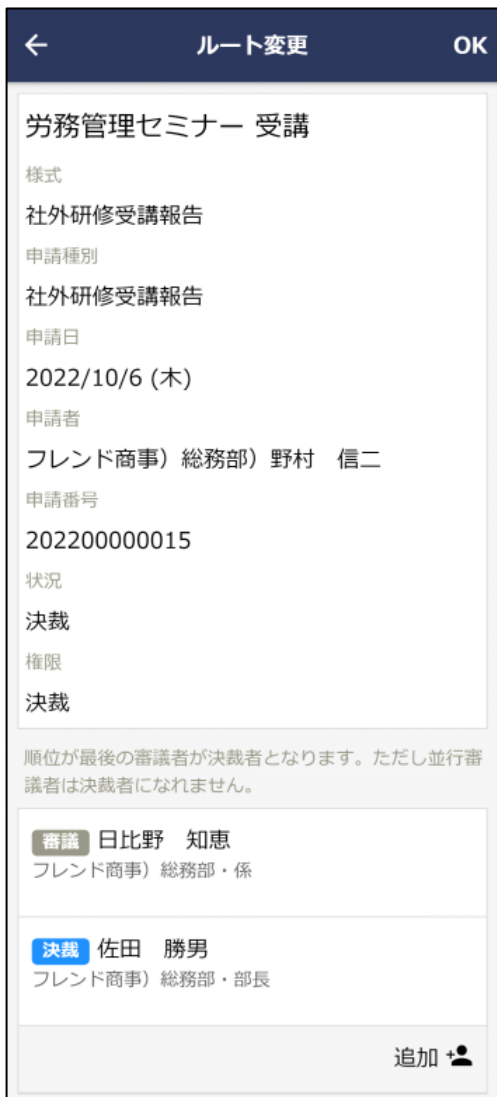 ルート変更 OK
労務管理セミナー 受講
様式
社外研修受講報告
申請種別
社外研修受講報告
申請日
2022/10/6 (木)
申請者
フレンド商事）総務部）野村　信二
申請番号
202200000015
状況
決裁
権限
決裁
順位が最後の審議者が決裁者となります。ただし並行審
議者は決裁者になれません。
審議 日比野　知恵
フレンド商事）総務部・係
決裁 佐田　勝男
フレンド商事）総務部・部長
追加